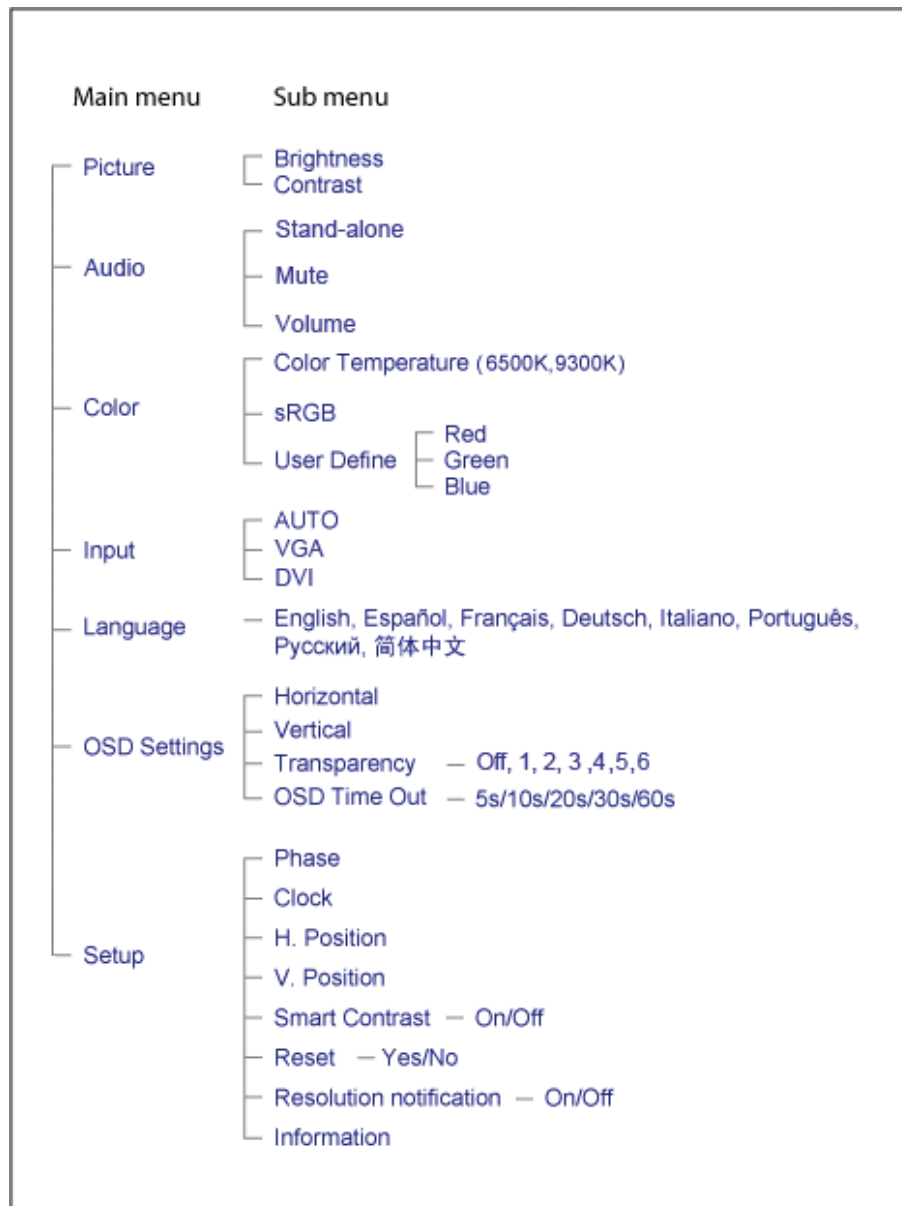 Main menu Sub menu
Picture
Brightness
Contrast
Audio
Stand-alone
Mute
Volume
Color
Color Temperature (6500K,9300K)
sRGB
User Define
Red
Green
Blue
Input
AUTO
VGA
DVI
Language
English, Español, Français, Deutsch, Italiano, Português,
Русский, 简体中文
OSD Settings
Horizontal
Vertical
Transparency — Off, 1, 2, 3 ,4,5,6
OSD Time Out — 5s/10s/20s/30s/60s
Setup
Phase
Clock
H. Position
V. Position
Smart Contrast — On/Off
Reset — Yes/No
Resolution notification — On/Off
Information